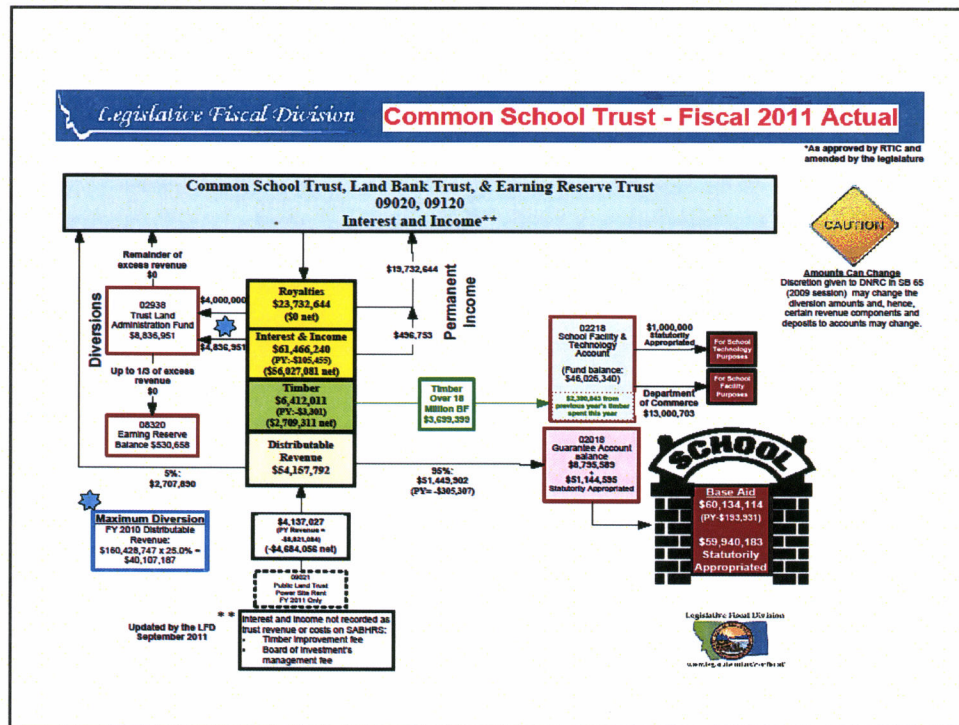 Legislative Fiscal Division
Common School Trust - Fiscal 2011 Actual
*As approved by RTIC and
amended by the legislature
Common School Trust, Land Bank Trust, & Earning Reserve Trust
09020, 09120
Interest and Income**
CAUTION
Amounts Can Change
Discretion given to DNRC in SB 65
(2009 session) may change the
diversion amounts and, hence,
certain revenue components and
deposits to accounts may change.
Remainder of
excess revenue
$0
Diversions
02938
Trust Land
Administration Fund
$8,836,951
$4,000,000
$4,836,951
Up to 1/3 of excess
revenue
$0
08320
Earning Reserve
Balance $530,658
Royalties
$23,732,644
($0 net)
Interest & Income
$61,466,240
(PY:-$105,455)
($56,027,081 net)
Timber
$6,412,011
(PY:-$3,301)
($2,709,311 net)
Distributable
Revenue
$54,157,792
$19,732,644
$496,753
Permanent
Income
Timber
Over 18
Million BF
$3,699,399
02218
School Facility &
Technology
Account
(Fund balance:
$46,026,340)
previous year's timber
spent this year
$1,000,000
Statutorily
Appropriated
For School
Technology
Purposes
Department
of Commerce
$13,000,703
For School
Facility
Purposes
5%:
$2,707,890
95%:
$51,449,902
(PY= -$305,307)
02018
Guarantee Account
balance
$8,795,589
+
$51,144,595
Statutorily Appropriated
SCHOOL
Base Aid
$60,134,114
(PY-$193,931)
$59,940,183
Statutorily
Appropriated
Maximum Diversion
FY 2010 Distributable
Revenue:
$160,428,747 x 25.0% =
$40,107,187
$4,137,027
(PY Revenue =
-$8,821,084)
(-$4,684,056 net)
09021
Public Land Trust
Power Site Rent
FY 2011 Only
Updated by the LFD
September 2011
**
Interest and Income not recorded as
trust revenue or costs on SABHRS:
• Timber improvement fee
• Board of Investment's
management fee
Legislative Fiscal Division